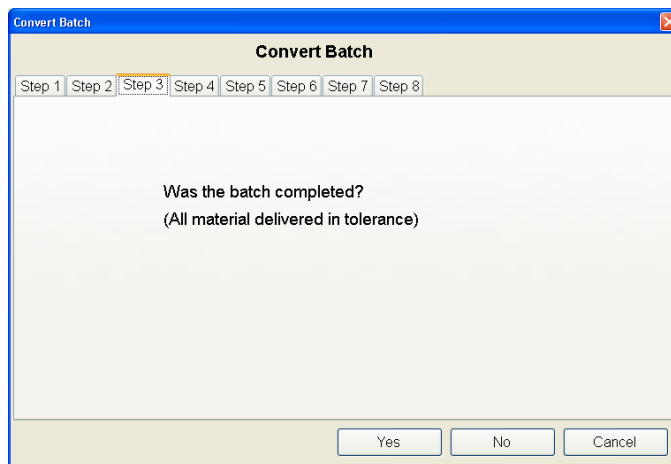 Convert Batch
Convert Batch
Step 1 Step 2 Step 3 Step 4 Step 5 Step 6 Step 7 Step 8
Was the batch completed?
(All material delivered in tolerance)
Yes No Cancel